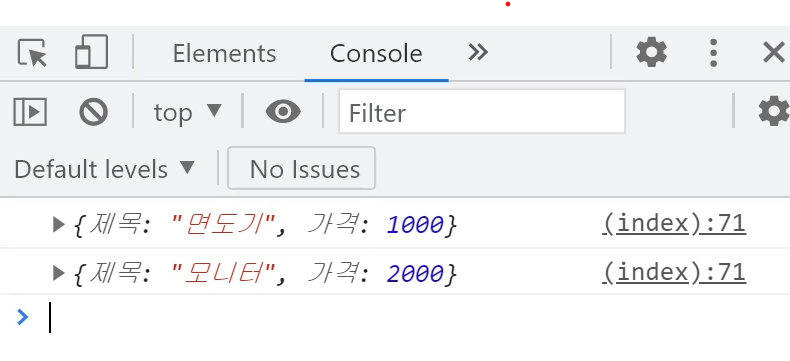 Elements Console
top Filter
Default levels No Issues
{제목: "면도기", 가격: 1000} (index):71
{제목: "모니터", 가격: 2000} (index):71